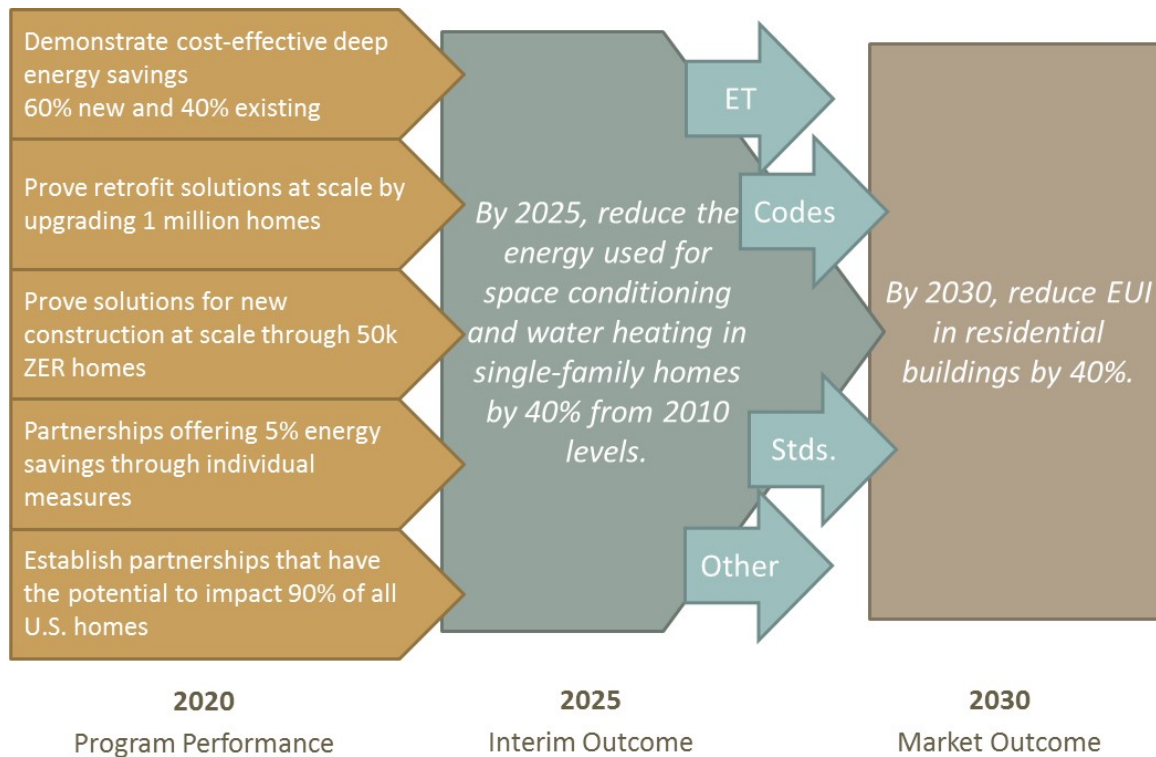 Demonstrate cost-effective deep
energy savings
60% new and 40% existing
Prove retrofit solutions at scale by
upgrading 1 million homes
Prove solutions for new
construction at scale through 50k
ZER homes
Partnerships offering 5% energy
savings through individual
measures
Establish partnerships that have
the potential to impact 90% of all
U.S. homes
By 2025, reduce the
energy used for
space conditioning
and water heating in
single-family homes
by 40% from 2010
levels.
ET
Codes
Stds.
Other
By 2030, reduce EUI
in residential
buildings by 40%.
2020
Program Performance
2025
Interim Outcome
2030
Market Outcome